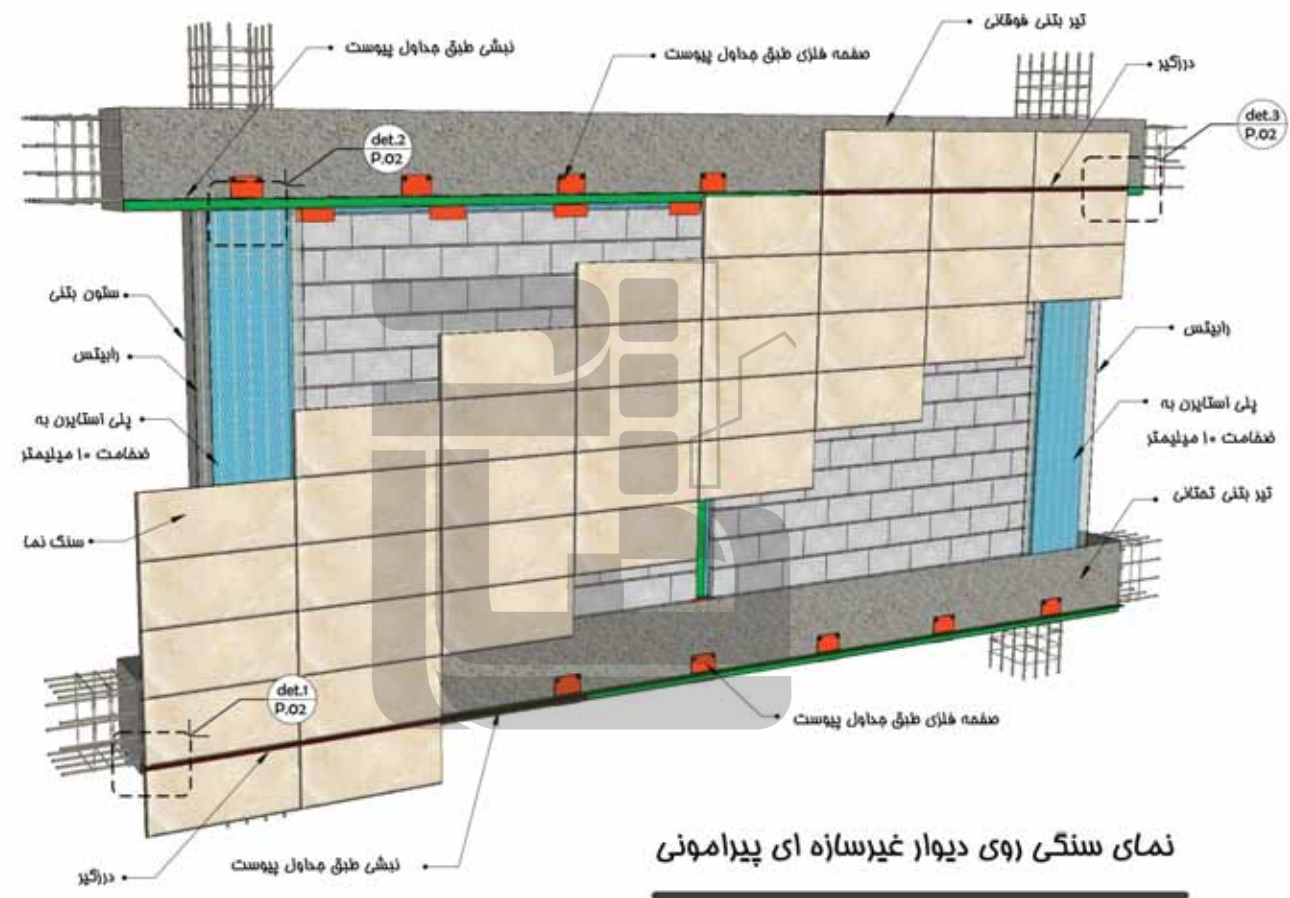 تیر بتنی فوقانی
صفحه فلزی طبق جداول پیوست
نبشی طبق جداول پیوست
درزگیر
det.3
P.02
det.2
P.02
ستون بتنی
رابیتس
پلی استایرن به
ضخامت ۱۰ میلیمتر
سنگ نما
رابیتس
پلی استایرن به
ضخامت ۱۰ میلیمتر
تیر بتنی تحتانی
det.1
P.02
صفحه فلزی طبق جداول پیوست
نبشی طبق جداول پیوست
درزگیر
نمای سنگی روی دیوار غیرسازه ای پیرامونی